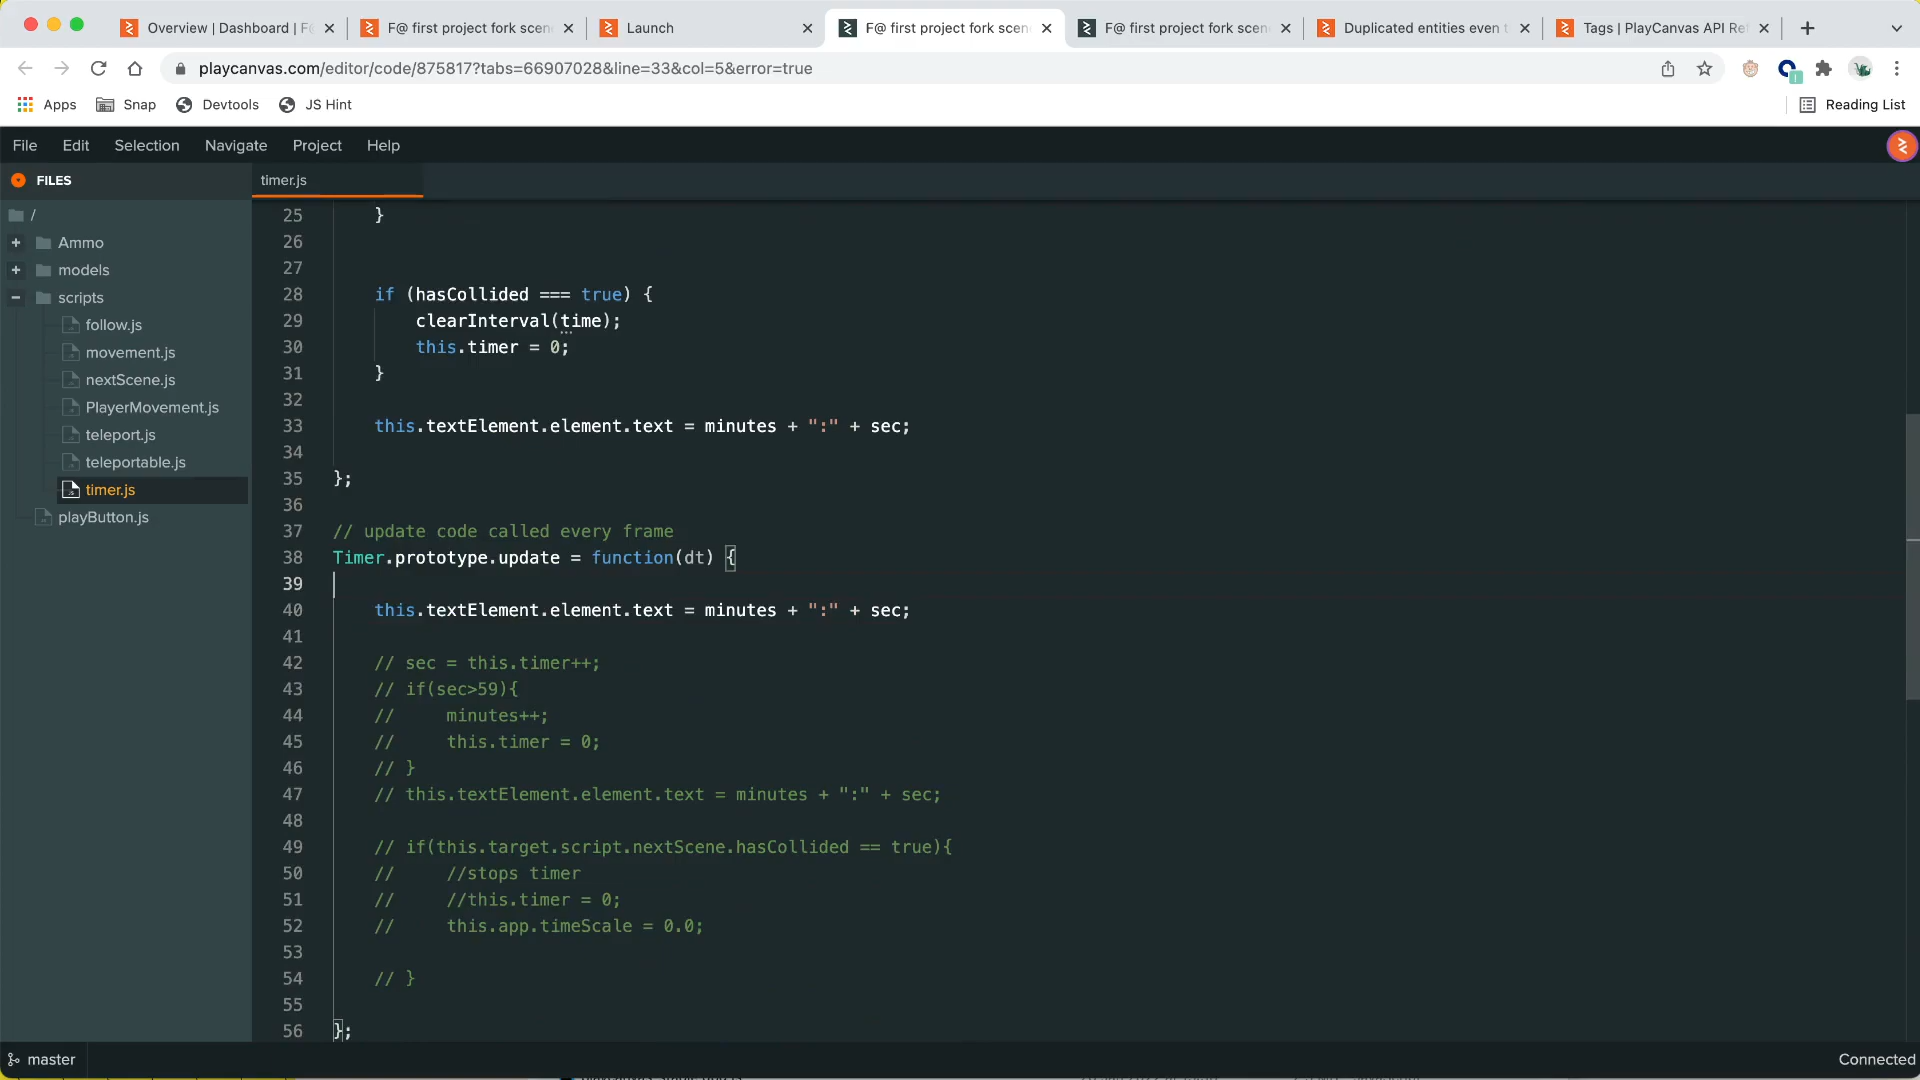 Overview | Dashboard | F
F@ first project fork scen
Launch
F@ first project fork scen
F@ first project fork scen
Duplicated entities even t
Tags | PlayCanvas API Re
playcanvas.com/editor/code/875817?tabs=66907028&line=33&col=5&error=true
Apps
Snap
Devtools
JS Hint
Reading List
File
Edit
Selection
Navigate
Project
Help
FILES
timer.js
/
Ammo
models
scripts
follow.js
movement.js
nextScene.js
PlayerMovement.js
teleport.js
teleportable.js
timer.js
playButton.js
25 }
26
27
28 if (hasCollided === true) {
29 clearInterval(time);
30 this.timer = 0;
31 }
32
33 this.textElement.element.text = minutes + ":" + sec;
34
35 };
36
37 // update code called every frame
38 Timer.prototype.update = function(dt) {
39
40 this.textElement.element.text = minutes + ":" + sec;
41
42 // sec = this.timer++;
43 // if(sec>59){
44 // minutes++;
45 // this.timer = 0;
46 // }
47 // this.textElement.element.text = minutes + ":" + sec;
48
49 // if(this.target.script.nextScene.hasCollided == true){
50 // //stops timer
51 // //this.timer = 0;
52 // this.app.timeScale = 0.0;
53
54 // }
55
56 };
master
Connected